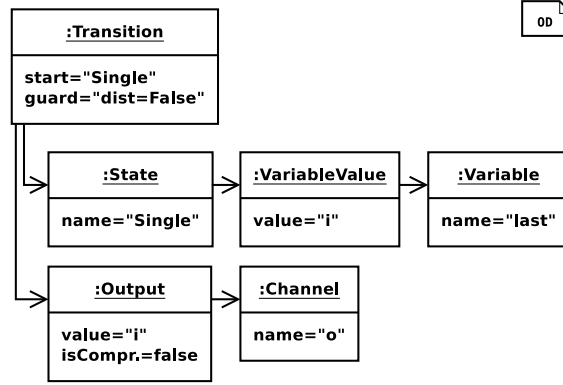 :Transition
OD
start="Single"
guard="dist=False"
:State
:VariableValue
:Variable
name="Single"
value="i"
name="last"
:Output
:Channel
value="i"
name="o"
isCompr.=false